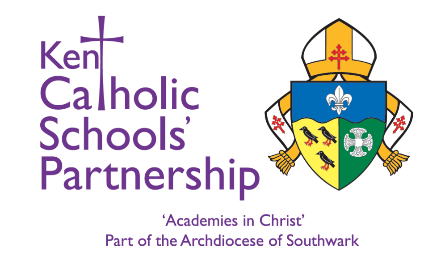 Kent
Catholic
Schools'
Partnership
'Academies in Christ'
Part of the Archdiocese of Southwark